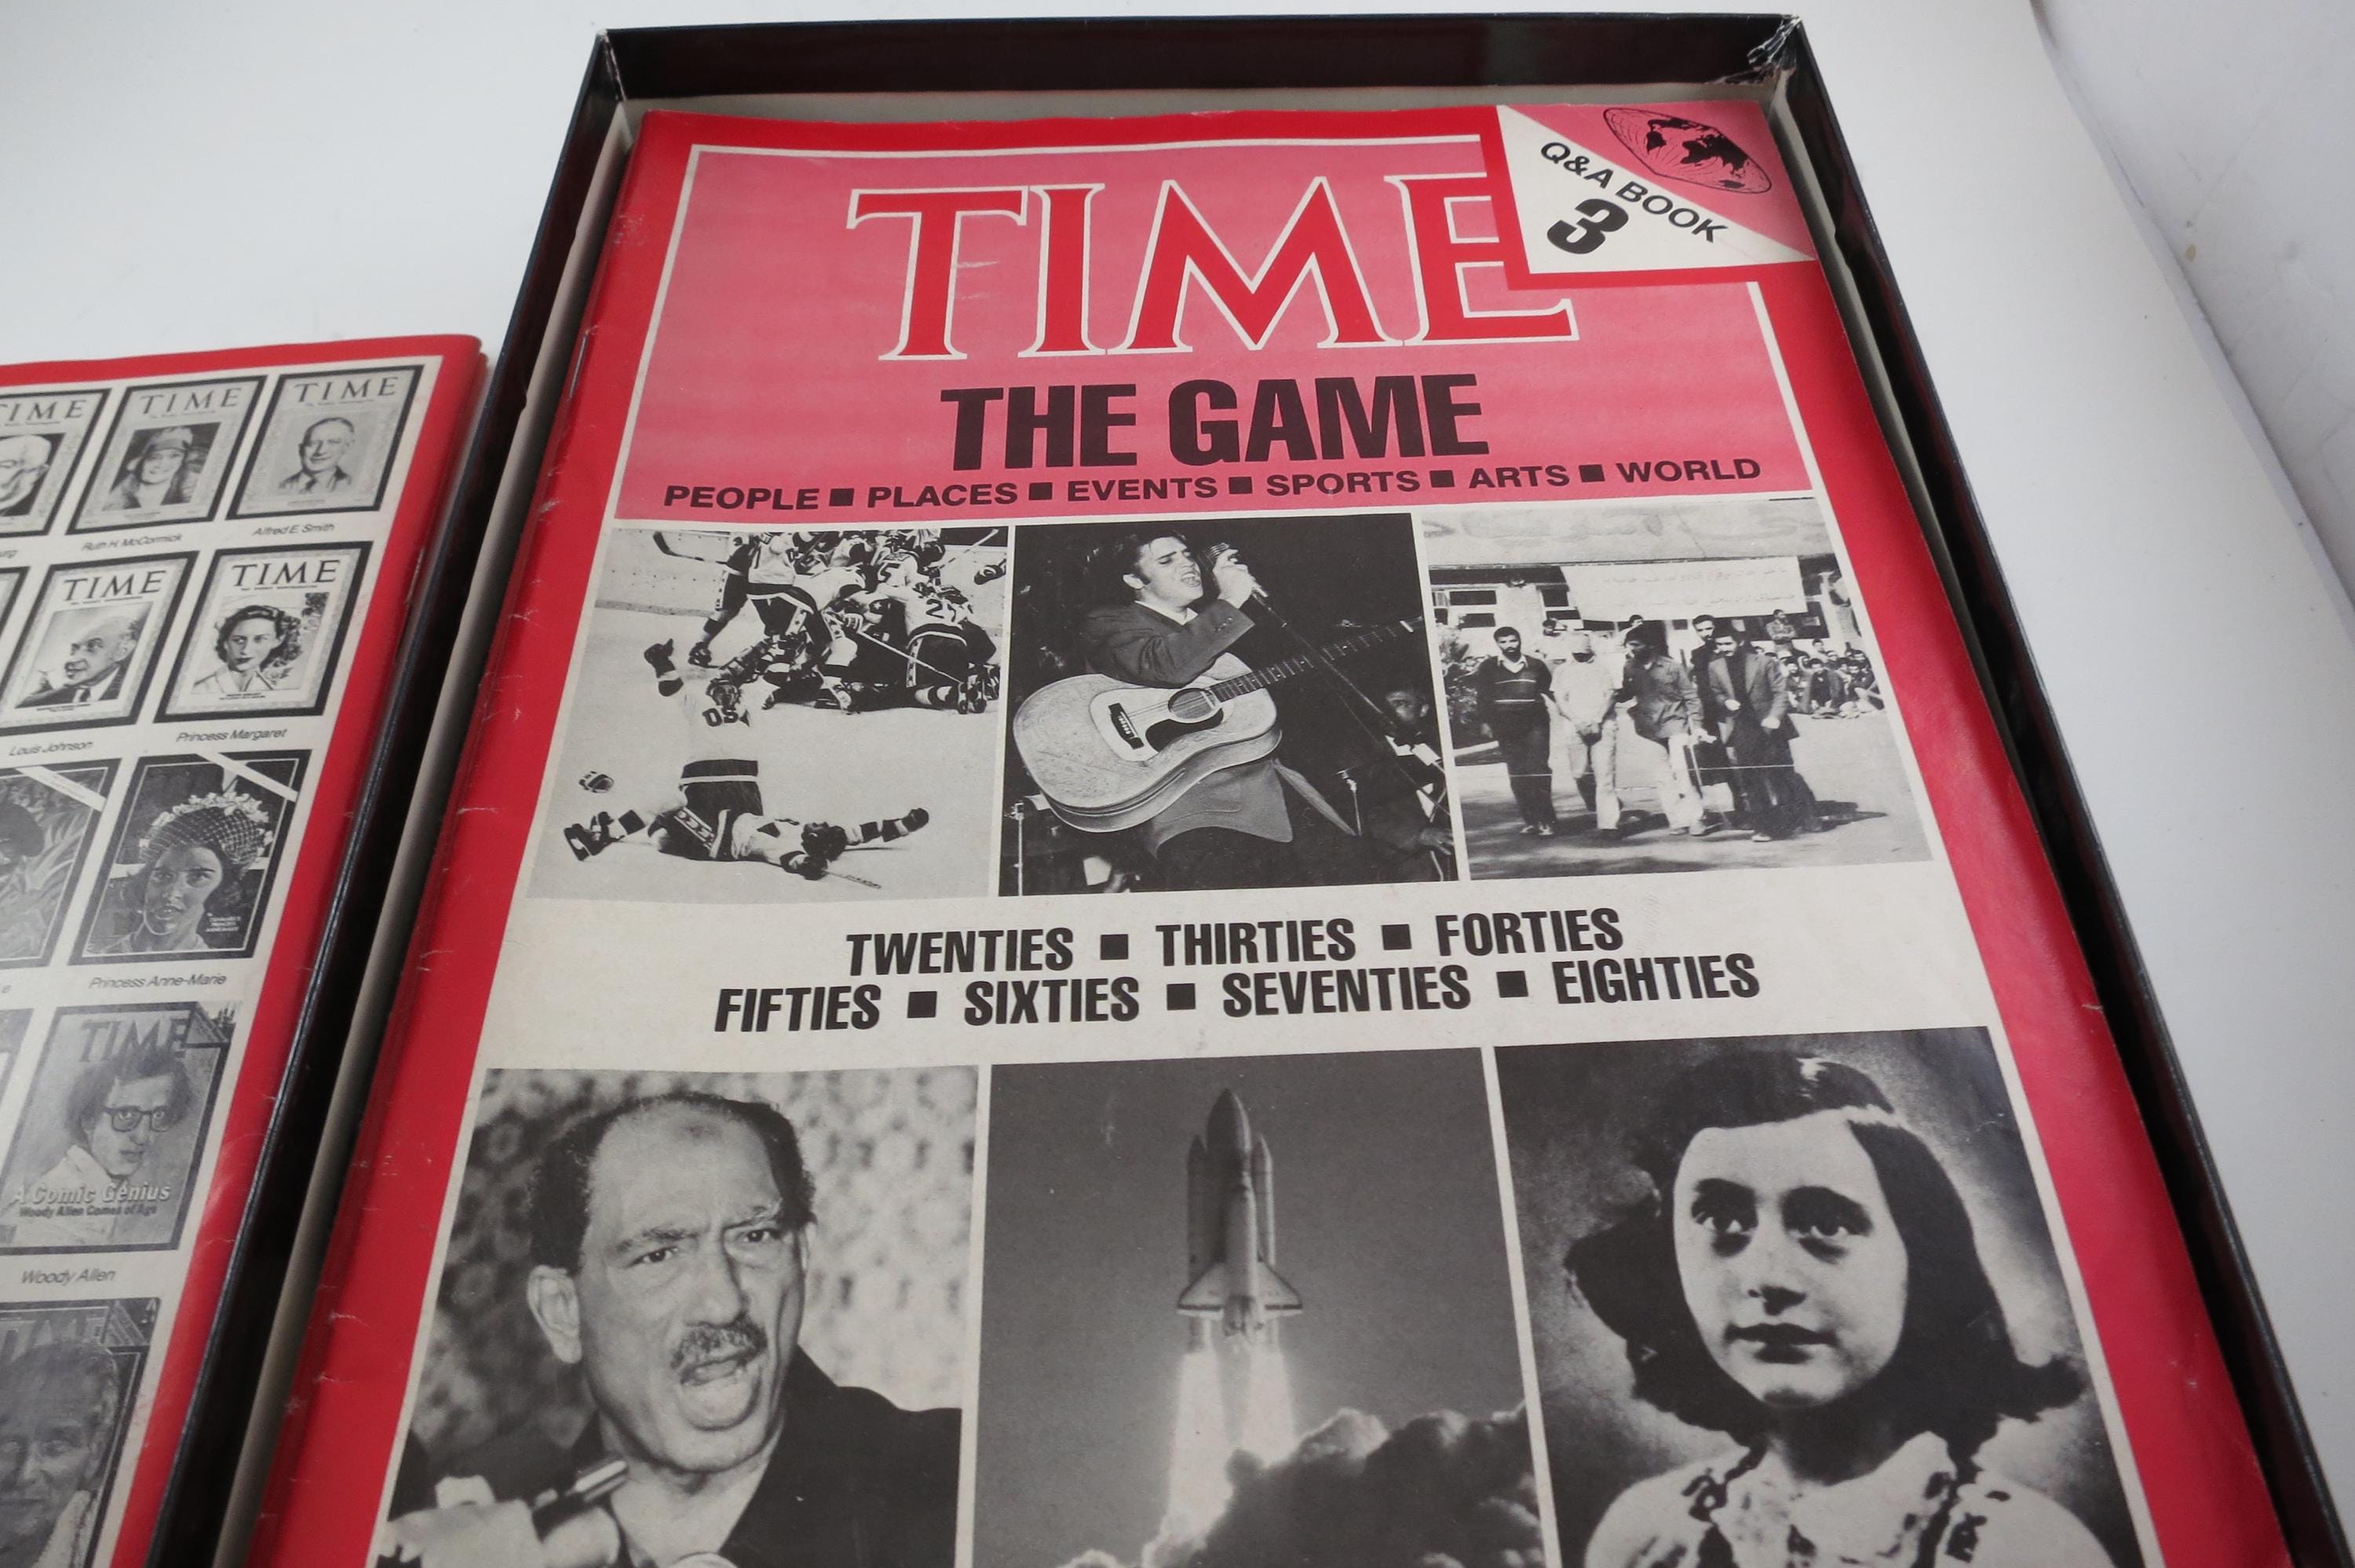 TIME
Q&A BOOK
3
THE GAME
PEOPLE ■ PLACES ■ EVENTS ■ SPORTS ■ ARTS ■ WORLD
TWENTIES ■ THIRTIES ■ FORTIES
FIFTIES ■ SIXTIES ■ SEVENTIES ■ EIGHTIES
TIME
TIME
TIME
Ruth H. McCormick
Alfred E. Smith
TIME
TIME
Louis Johnson
Princess Margaret
Princess Anne-Marie
TIME
A Comic Genius
Woody Allen Comes of Age
Woody Allen